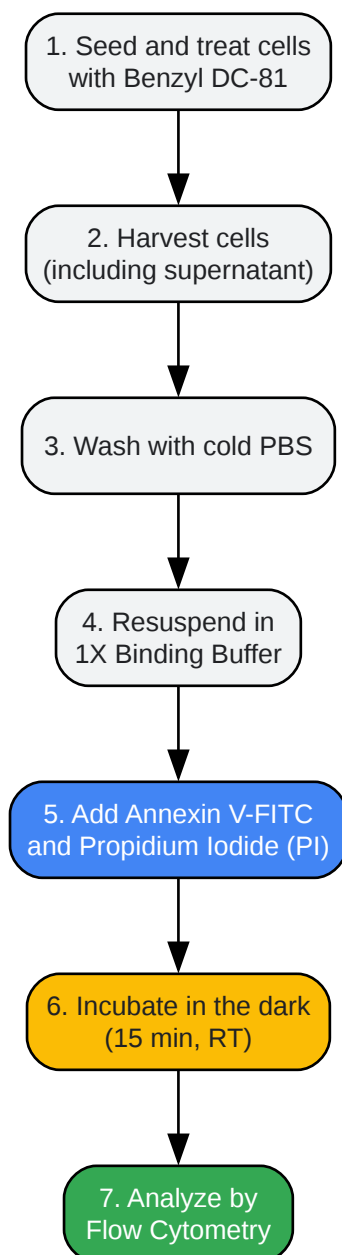 1. Seed and treat cells
with Benzyl DC-81
2. Harvest cells
(including supernatant)
3. Wash with cold PBS
4. Resuspend in
1X Binding Buffer
5. Add Annexin V-FITC
and Propidium Iodide (PI)
6. Incubate in the dark
(15 min, RT)
7. Analyze by
Flow Cytometry